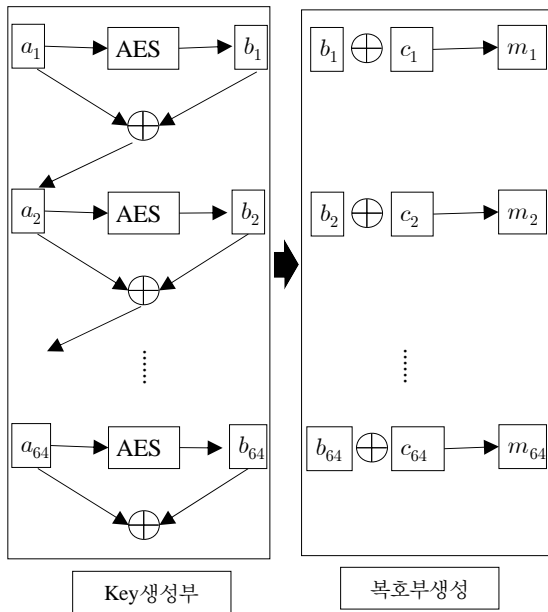 a₁ AES b₁
b₁ ⊕ c₁ m₁
⊕
a₂ AES b₂
b₂ ⊕ c₂ m₂
⊕
......
......
a₆₄ AES b₆₄
b₆₄ ⊕ c₆₄ m₆₄
⊕
Key생성부
복호부생성